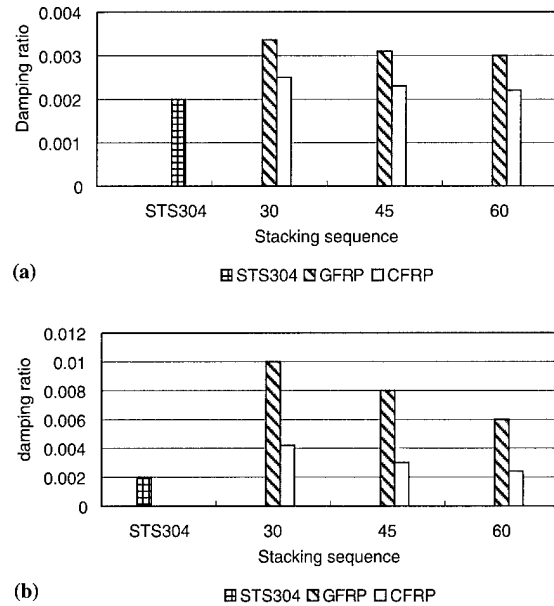 0.004
0.003
0.002
0.001
0
Damping ratio
STS304 30 45 60
Stacking sequence
(a)
STS304 GFRP CFRP
0.012
0.01
0.008
0.006
0.004
0.002
0
damping ratio
STS304 30 45 60
Stacking sequence
(b)
STS304 GFRP CFRP